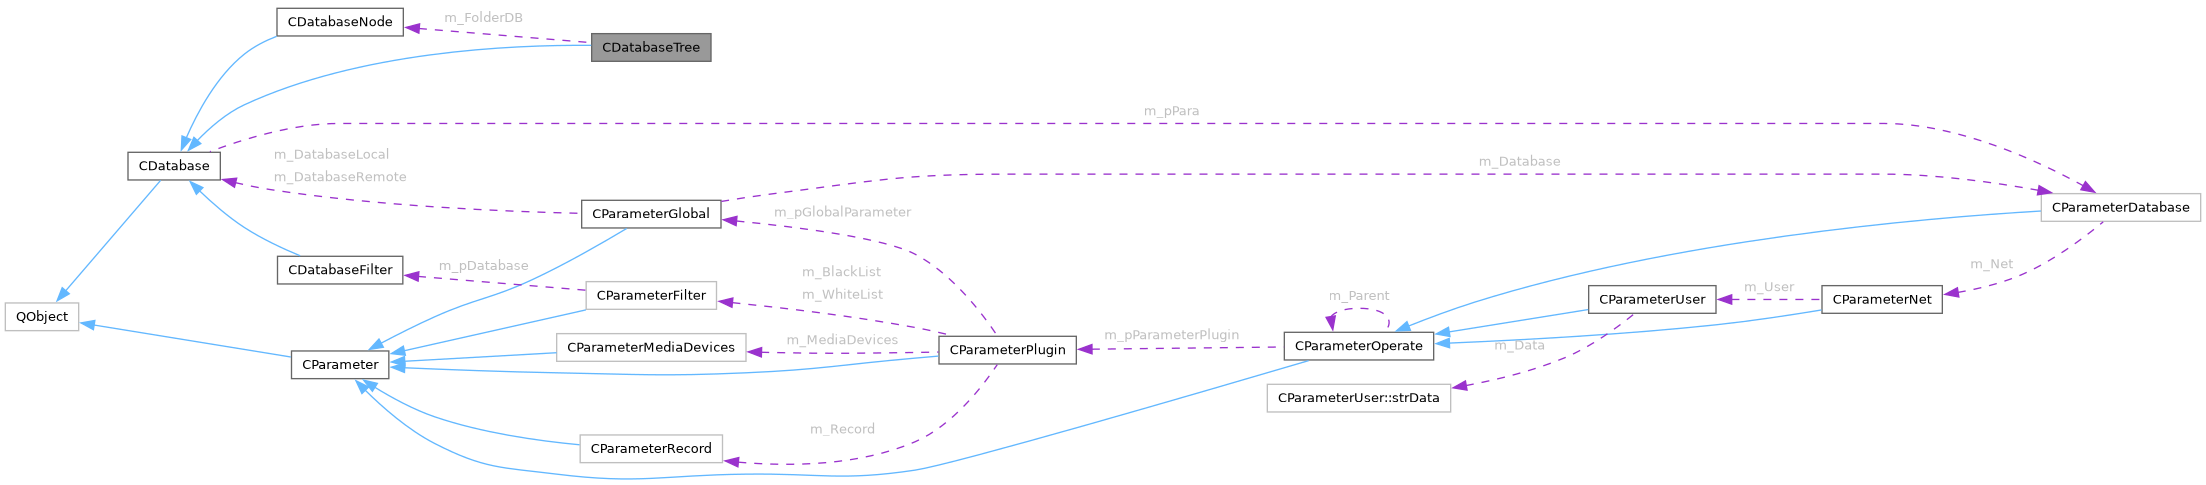 CDatabaseNode
m_FolderDB
CDatabaseTree
m_pPara
CDatabase
m_DatabaseLocal
m_DatabaseRemote
m_Database
CParameterGlobal
m_pGlobalParameter
CParameterDatabase
CDatabaseFilter
m_pDatabase
CParameterFilter
m_BlackList
m_WhiteList
m_Net
QObject
m_Parent
CParameterUser
m_User
CParameterNet
CParameter
CParameterMediaDevices
m_MediaDevices
CParameterPlugin
m_pParameterPlugin
CParameterOperate
m_Data
CParameterUser::strData
CParameterRecord
m_Record